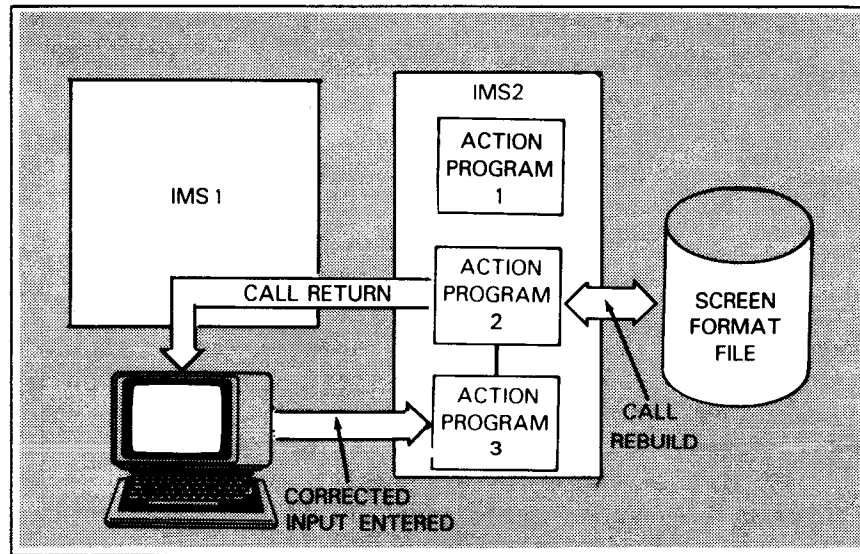 IMS2
ACTION
PROGRAM
1
IMS 1
CALL RETURN
ACTION
PROGRAM
2
SCREEN
FORMAT
FILE
ACTION
PROGRAM
3
CALL
REBUILD
CORRECTED
INPUT ENTERED